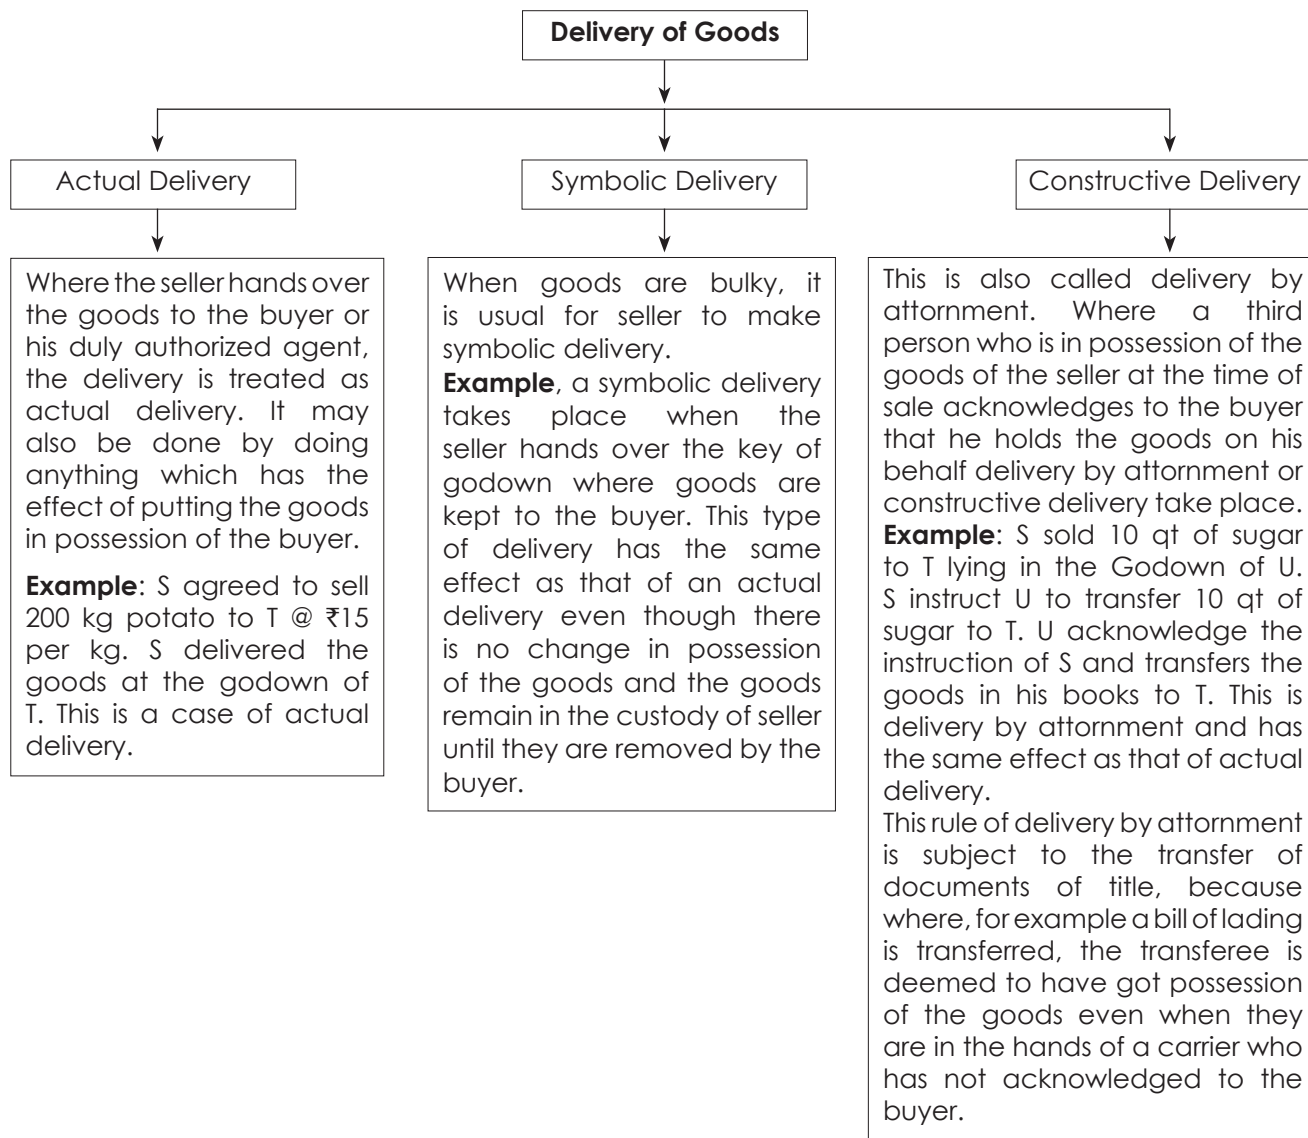 Delivery of Goods
Actual Delivery
Symbolic Delivery
Constructive Delivery
Where the seller hands over
the goods to the buyer or
his duly authorized agent,
the delivery is treated as
actual delivery. It may
also be done by doing
anything which has the
effect of putting the goods
in possession of the buyer.
Example: S agreed to sell
200 kg potato to T @ ₹15
per kg. S delivered the
goods at the godown of
T. This is a case of actual
delivery.
When goods are bulky, it
is usual for seller to make
symbolic delivery.
Example, a symbolic delivery
takes place when the
seller hands over the key of
godown where goods are
kept to the buyer. This type
of delivery has the same
effect as that of an actual
delivery even though there
is no change in possession
of the goods and the goods
remain in the custody of seller
until they are removed by the
buyer.
This is also called delivery by
attornment. Where a third
person who is in possession of the
goods of the seller at the time of
sale acknowledges to the buyer
that he holds the goods on his
behalf delivery by attornment or
constructive delivery take place.
Example: S sold 10 qt of sugar
to T lying in the Godown of U.
S instruct U to transfer 10 qt of
sugar to T. U acknowledge the
instruction of S and transfers the
goods in his books to T. This is
delivery by attornment and has
the same effect as that of actual
delivery.
This rule of delivery by attornment
is subject to the transfer of
documents of title, because
where, for example a bill of lading
is transferred, the transferee is
deemed to have got possession
of the goods even when they
are in the hands of a carrier who
has not acknowledged to the
buyer.